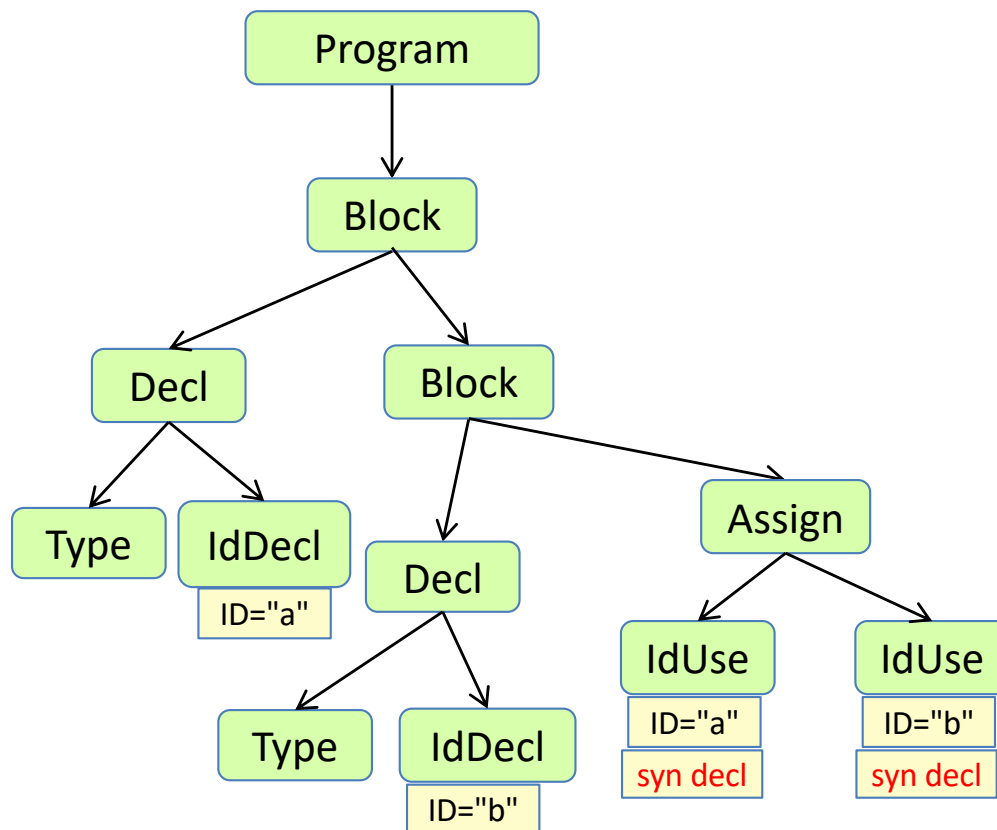 Program
Block
Decl
Block
Type
IdDecl
ID="a"
Decl
Assign
Type
IdDecl
ID="b"
IdUse
ID="a"
syn decl
IdUse
ID="b"
syn decl